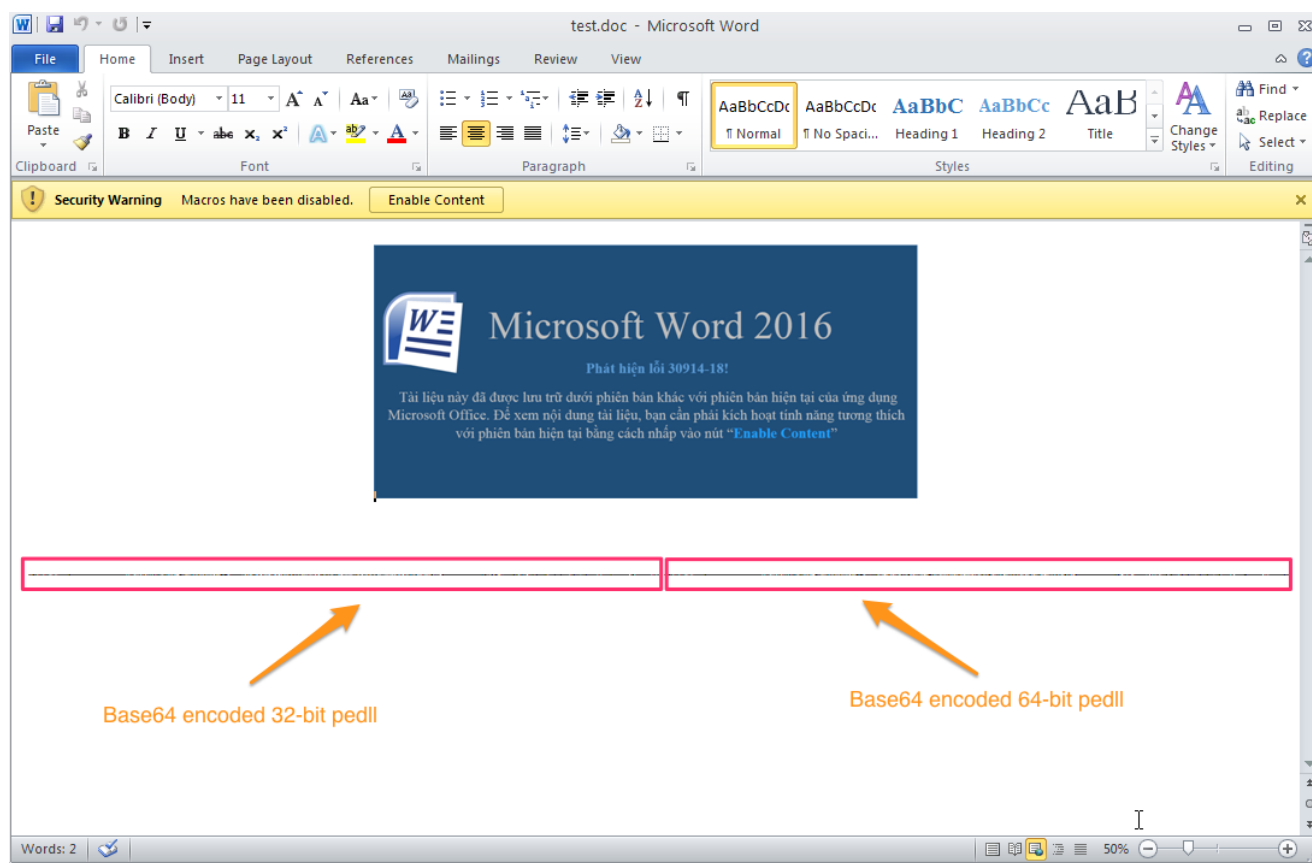 test.doc - Microsoft Word
File Home Insert Page Layout References Mailings Review View
Calibri (Body) 11 A A Aa
AaBbCcDc AaBbCcDc AaBbC AaBbCc AaB
Find
Replace
Select
Paste
B I U abc x₂ x² A ab A
¶ Normal ¶ No Spaci... Heading 1 Heading 2 Title
Change Styles
Clipboard Font Paragraph Styles Editing
Security Warning Macros have been disabled. Enable Content
Microsoft Word 2016
Phát hiện lỗi 30914-18!
Tài liệu này đã được lưu trữ dưới phiên bản khác với phiên bản hiện tại của ứng dụng
Microsoft Office. Để xem nội dung tài liệu, bạn cần phải kích hoạt tính năng tương thích
với phiên bản hiện tại bằng cách nhấp vào nút “Enable Content”
Base64 encoded 32-bit pedll
Base64 encoded 64-bit pedll
Words: 2
50%